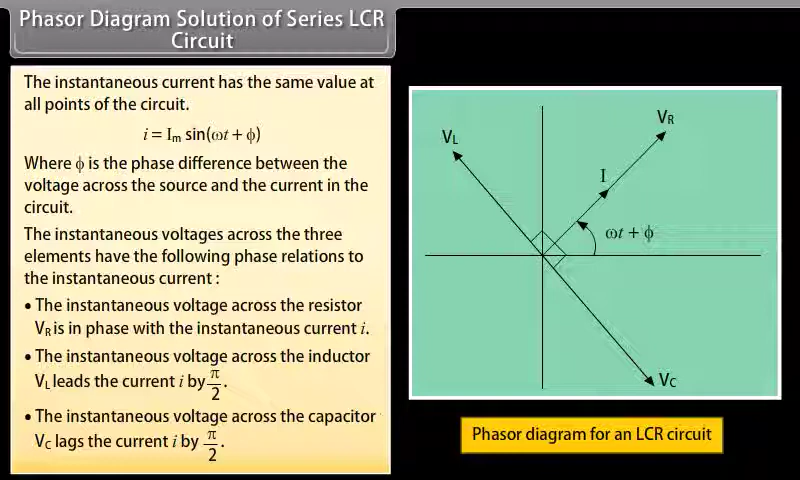 Phasor Diagram Solution of Series LCR
Circuit
The instantaneous current has the same value at
all points of the circuit.
i = Im sin(ωt + ϕ)
Where ϕ is the phase difference between the
voltage across the source and the current in the
circuit.
The instantaneous voltages across the three
elements have the following phase relations to
the instantaneous current :
• The instantaneous voltage across the resistor
VR is in phase with the instantaneous current i.
• The instantaneous voltage across the inductor
VL leads the current i by π/2.
• The instantaneous voltage across the capacitor
VC lags the current i by π/2.
VL
VR
I
ωt + ϕ
VC
Phasor diagram for an LCR circuit